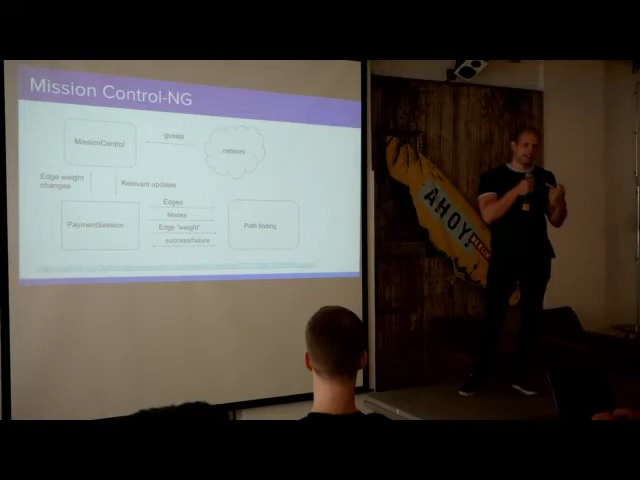 Mission Control-NG
MissionControl
gossip
network
Edge weight
changes
Relevant updates
PaymentSession
Edges
Nodes
Edge "weight"
success/failure
Path finding
AHOY
BERLIN